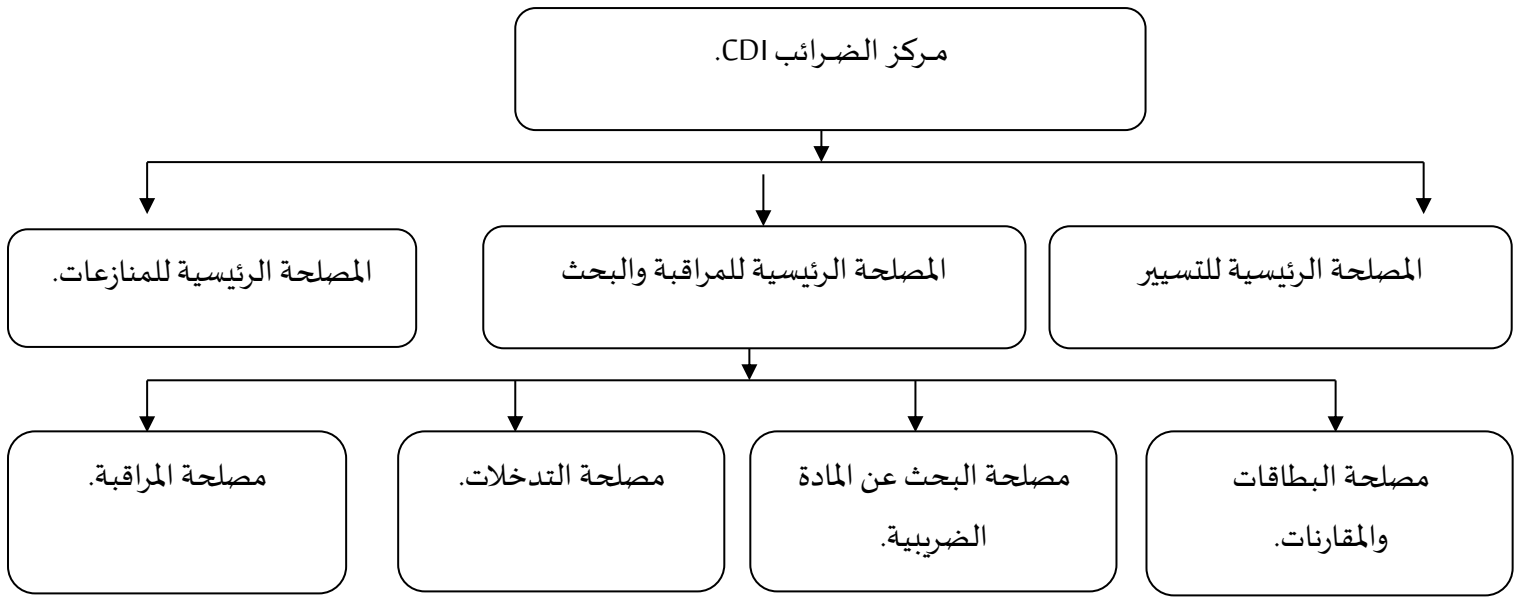 مركز الضرائب CDI.
المصلحة الرئيسية للتسيير
المصلحة الرئيسية للمراقبة والبحث
المصلحة الرئيسية للمنازعات.
مصلحة البطاقات
والمقارنات.
مصلحة البحث عن المادة
الضريبية.
مصلحة التدخلات.
مصلحة المراقبة.